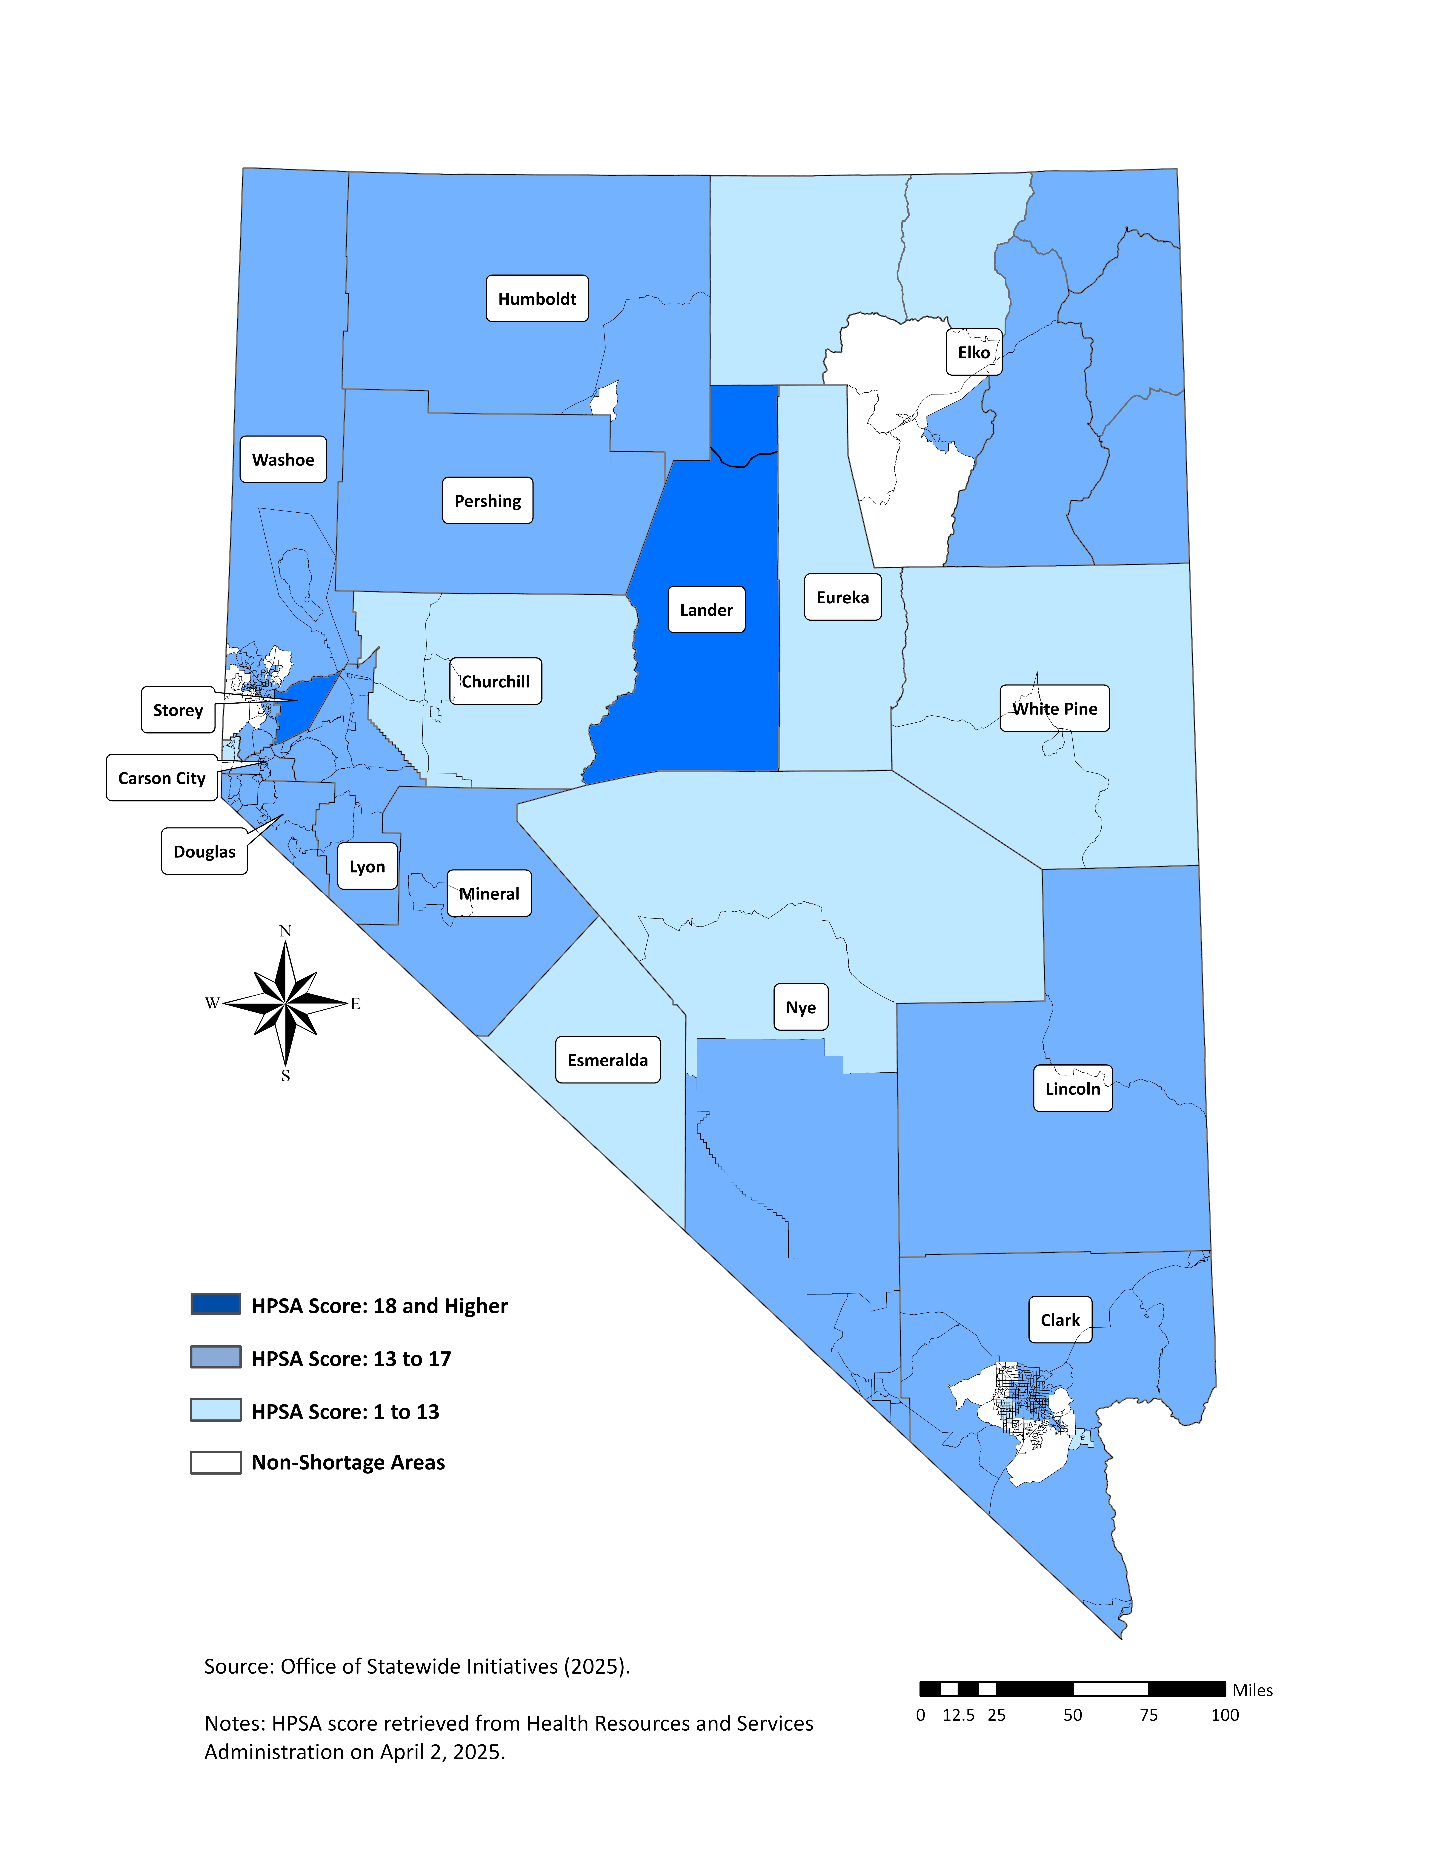 Humboldt
Elko
Washoe
Pershing
Eureka
Lander
Churchill
Storey
White Pine
Carson City
Douglas
Lyon
Mineral
N
W
E
S
Nye
Esmeralda
Lincoln
HPSA Score: 18 and Higher
Clark
HPSA Score: 13 to 17
HPSA Score: 1 to 13
Non-Shortage Areas
Source: Office of Statewide Initiatives (2025).
Miles
0 12.5 25 50 75 100
Notes: HPSA score retrieved from Health Resources and Services
Administration on April 2, 2025.